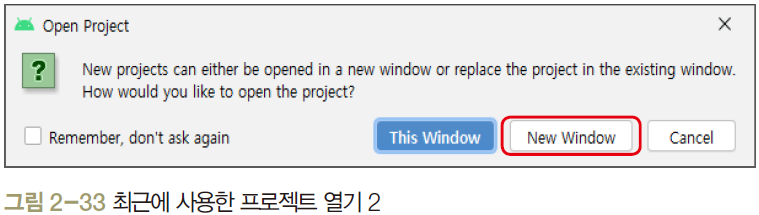 Open Project
New projects can either be opened in a new window or replace the project in the existing window.
How would you like to open the project?
Remember, don't ask again
This Window
New Window
Cancel
그림 2-33 최근에 사용한 프로젝트 열기 2